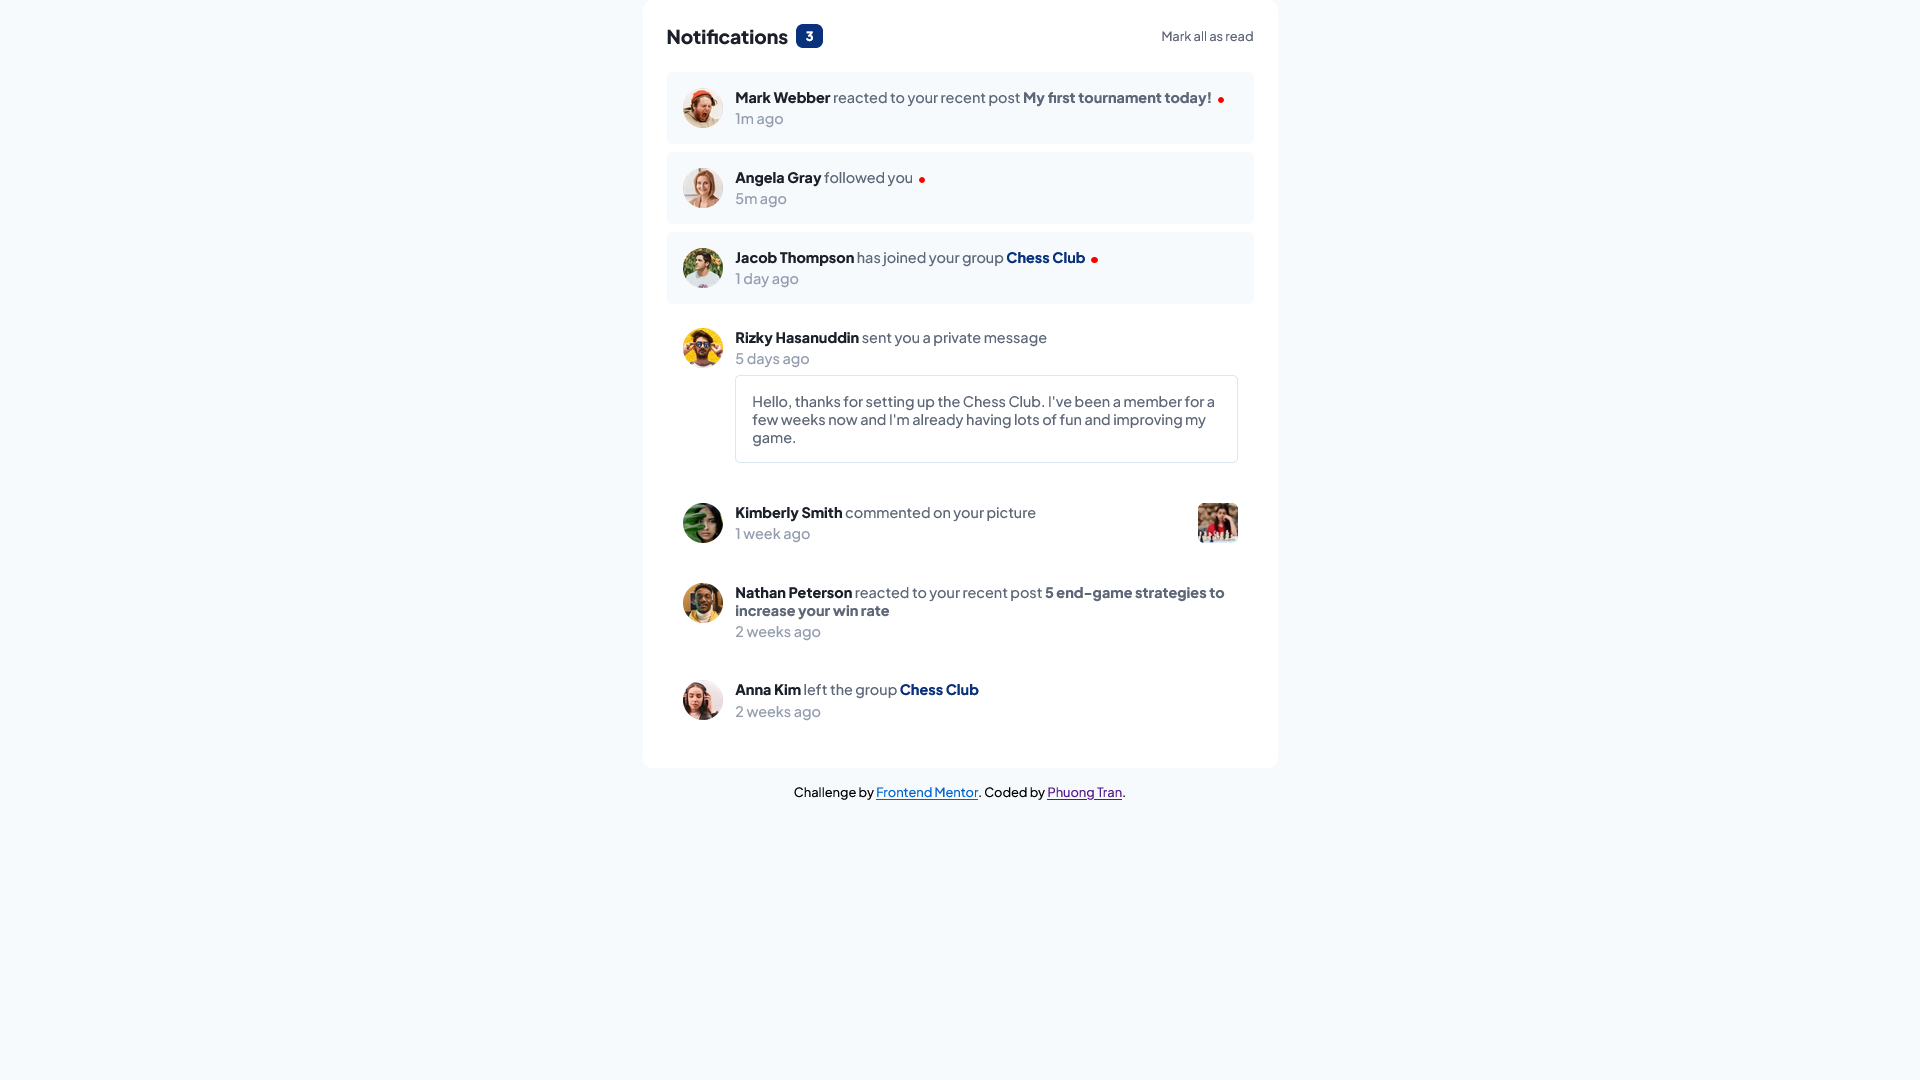 Notifications 3 Mark all as read
Mark Webber reacted to your recent post My first tournament today!
1m ago
Angela Gray followed you
5m ago
Jacob Thompson has joined your group Chess Club
1 day ago
Rizky Hasanuddin sent you a private message
5 days ago
Hello, thanks for setting up the Chess Club. I've been a member for a
few weeks now and I'm already having lots of fun and improving my
game.
Kimberly Smith commented on your picture
1 week ago
Nathan Peterson reacted to your recent post 5 end-game strategies to
increase your win rate
2 weeks ago
Anna Kim left the group Chess Club
2 weeks ago
Challenge by Frontend Mentor. Coded by Phuong Tran.